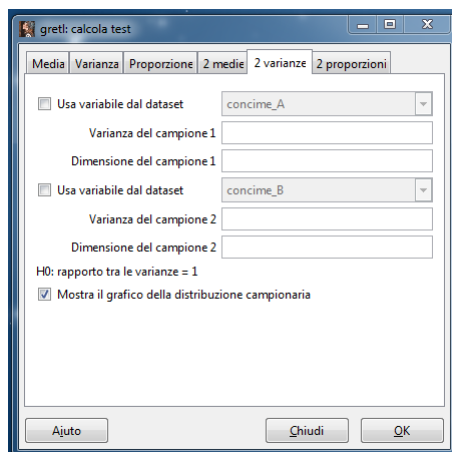 gretl: calcola test
Media Varianza Proporzione 2 medie 2 varianze 2 proporzioni
Usa variabile dal dataset concime_A
Varianza del campione 1
Dimensione del campione 1
Usa variabile dal dataset concime_B
Varianza del campione 2
Dimensione del campione 2
H0: rapporto tra le varianze = 1
Mostra il grafico della distribuzione campionaria
Aiuto Chiudi OK